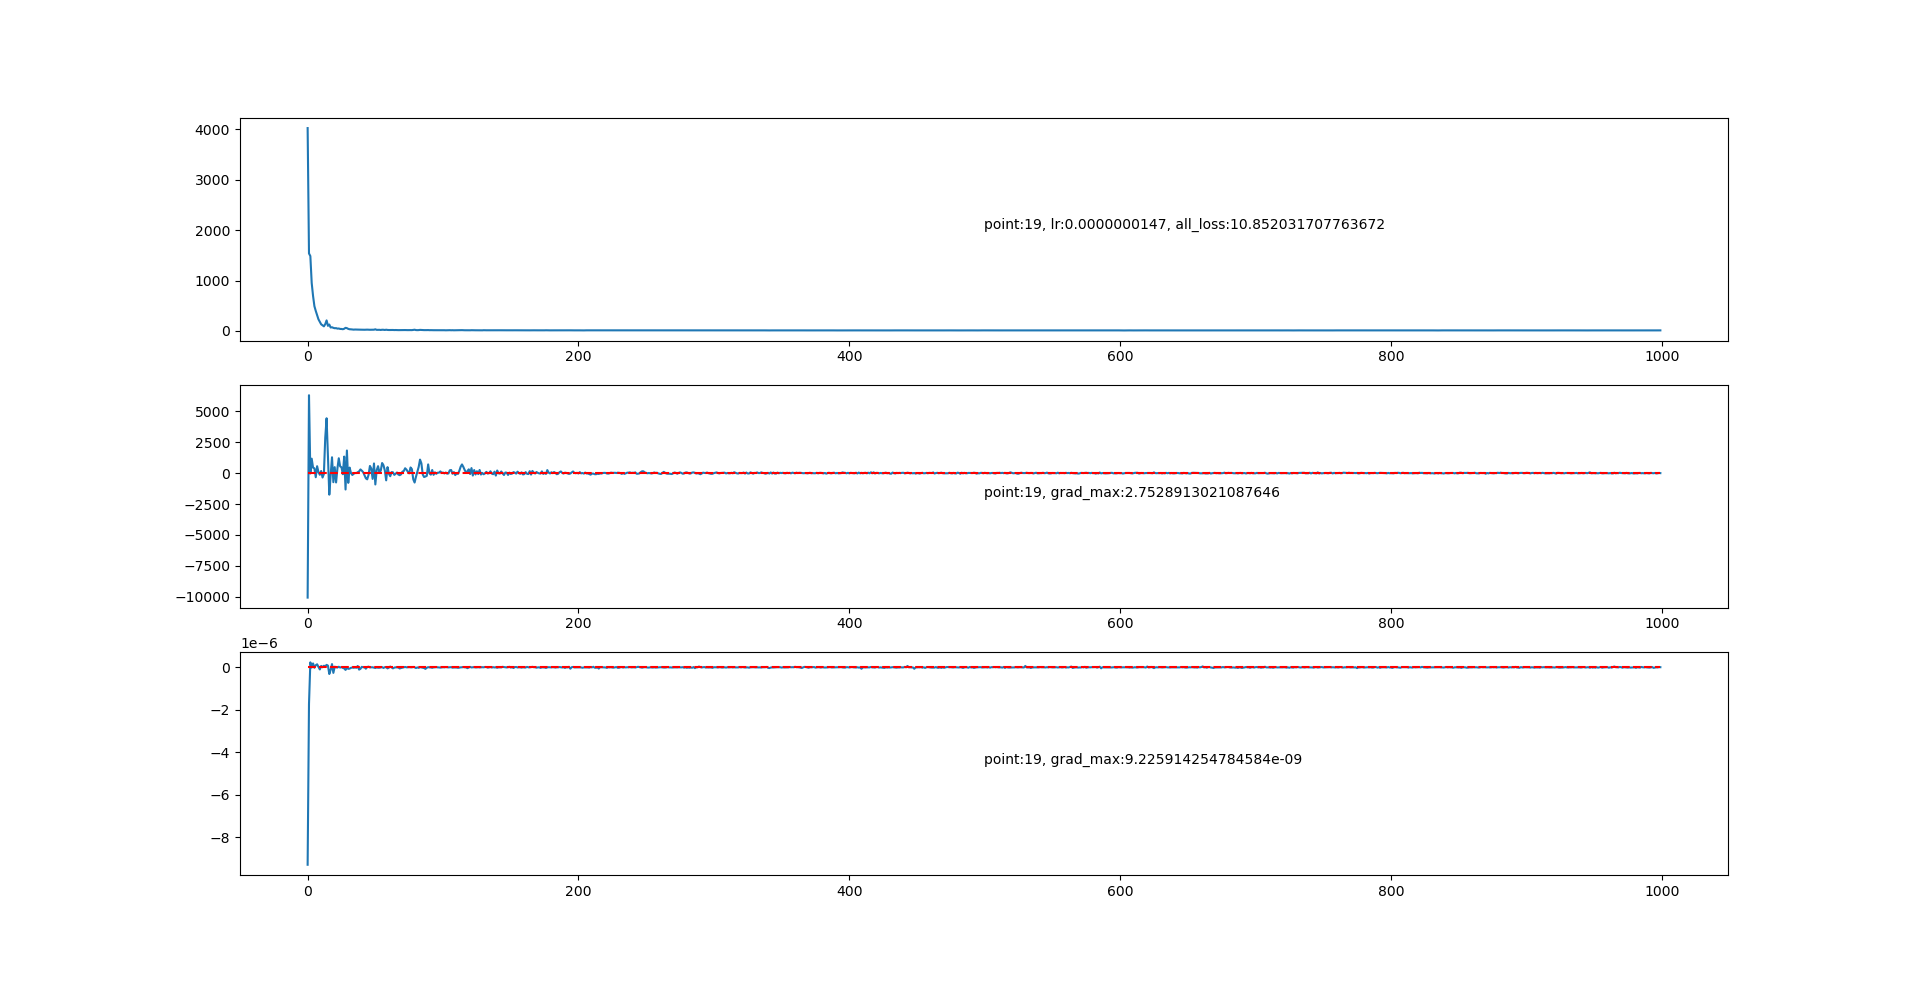 4000
3000
2000
1000
0
point:19, lr:0.0000000147, all_loss:10.852031707763672
0 200 400 600 800 1000
5000
2500
0
−2500
−5000
−7500
−10000
point:19, grad_max:2.7528913021087646
0 200 400 600 800 1000
1e−6
0
−2
−4
−6
−8
point:19, grad_max:9.225914254784584e-09
0 200 400 600 800 1000